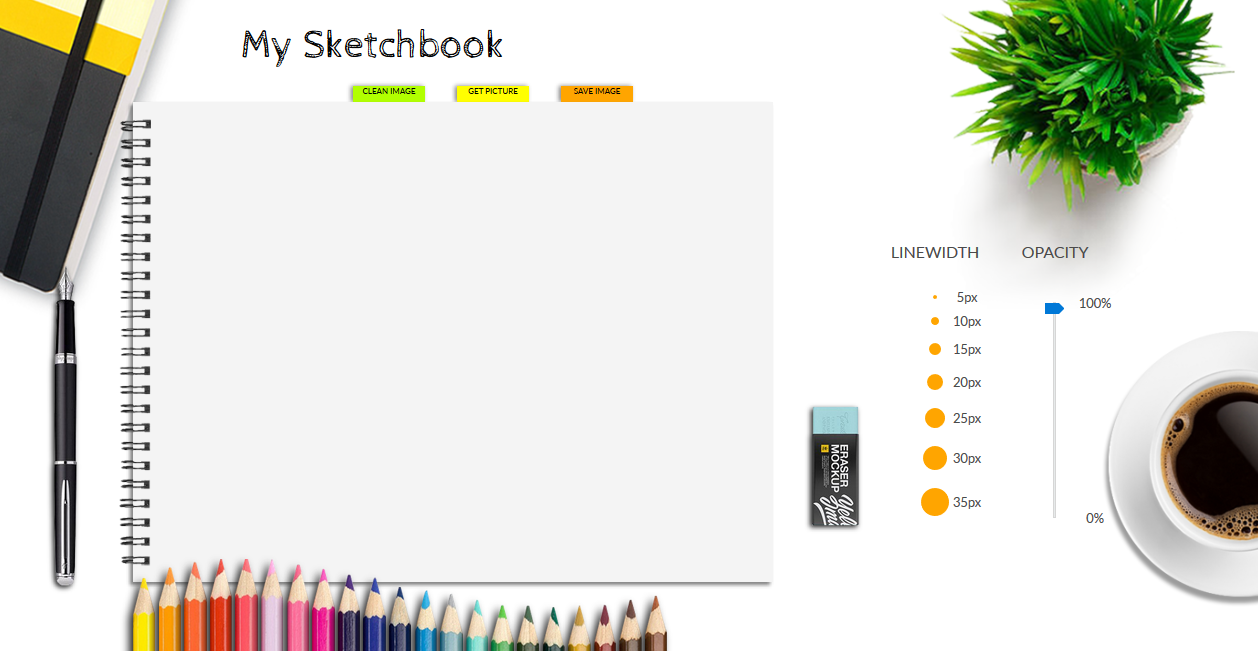 My Sketchbook
CLEAN IMAGE
GET PICTURE
SAVE IMAGE
LINEWIDTH
OPACITY
5px
10px
15px
20px
25px
30px
35px
100%
0%
ERASER
MOCKUP